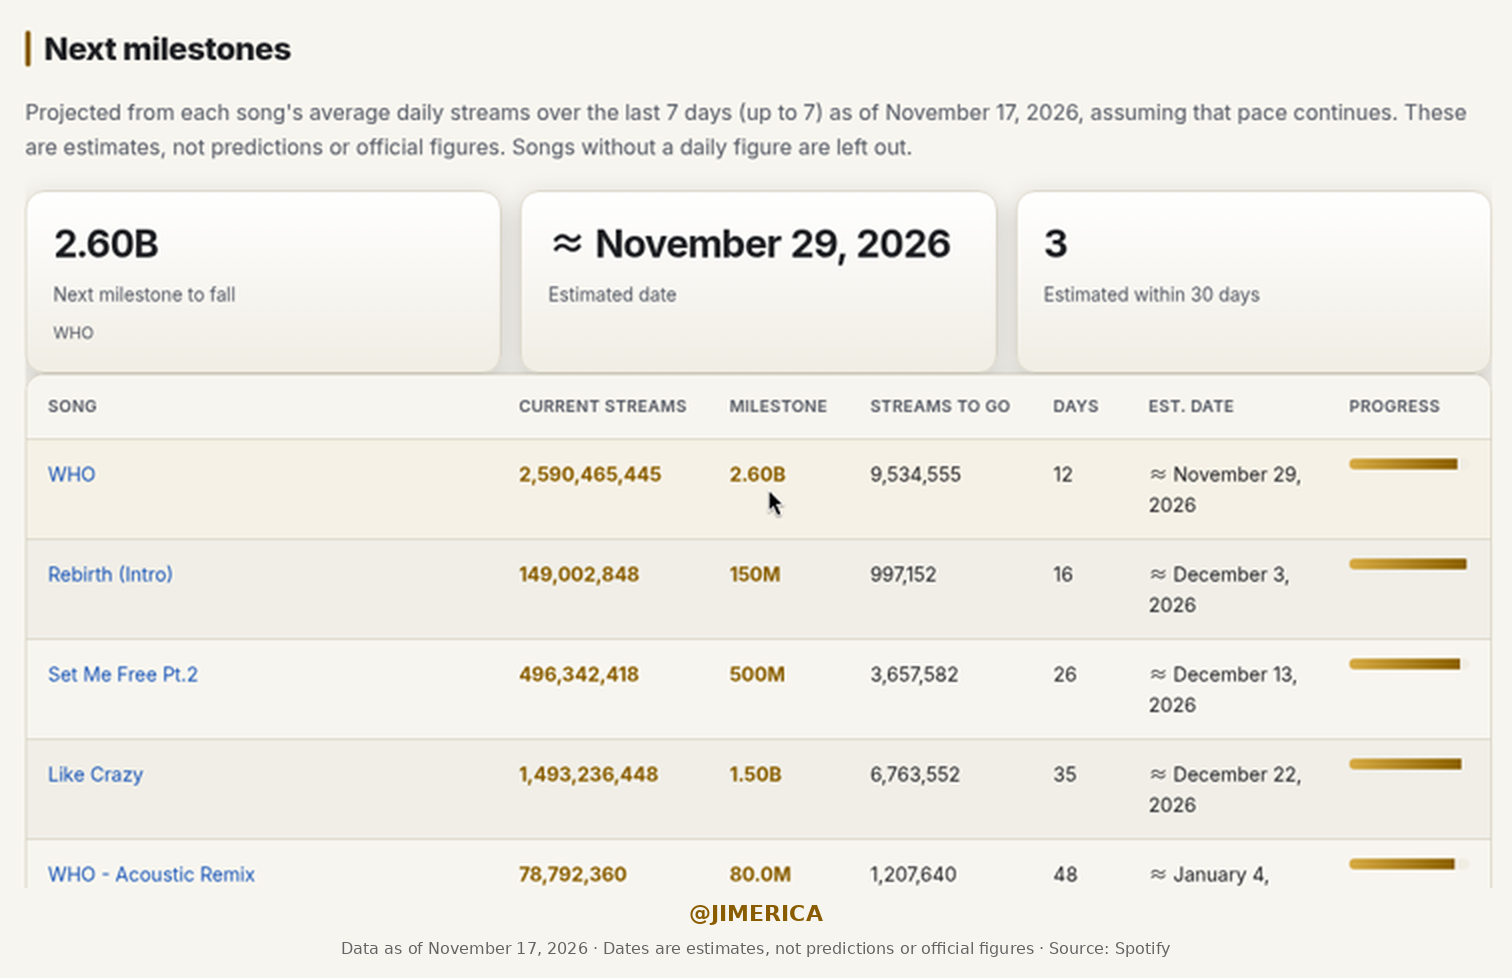 Next milestones
Projected from each song's average daily streams over the last 7 days (up to 7) as of November 17, 2026, assuming that pace continues. These
are estimates, not predictions or official figures. Songs without a daily figure are left out.
2.60B
Next milestone to fall
WHO
≈ November 29, 2026
Estimated date
3
Estimated within 30 days
SONG CURRENT STREAMS MILESTONE STREAMS TO GO DAYS EST. DATE PROGRESS
WHO 2,590,465,445 2.60B 9,534,555 12 ≈ November 29,
2026
Rebirth (Intro) 149,002,848 150M 997,152 16 ≈ December 3,
2026
Set Me Free Pt.2 496,342,418 500M 3,657,582 26 ≈ December 13,
2026
Like Crazy 1,493,236,448 1.50B 6,763,552 35 ≈ December 22,
2026
WHO - Acoustic Remix 78,792,360 80.0M 1,207,640 48 ≈ January 4,
@JIMERICA
Data as of November 17, 2026 · Dates are estimates, not predictions or official figures · Source: Spotify